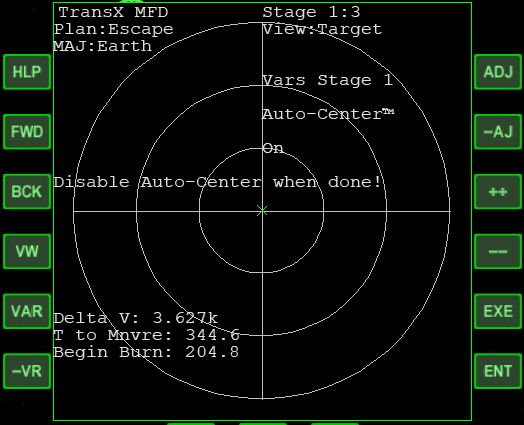 TransX MFD Stage 1:3
Plan:Escape View:Target
MAJ:Earth
HLP
ADJ
Vars Stage 1
Auto-Center™
FWD
-AJ
On
Disable Auto-Center when done!
BCK
++
VW
--
VAR
EXE
Delta V: 3.627k
T to Mnvre: 344.6
Begin Burn: 204.8
-VR
ENT